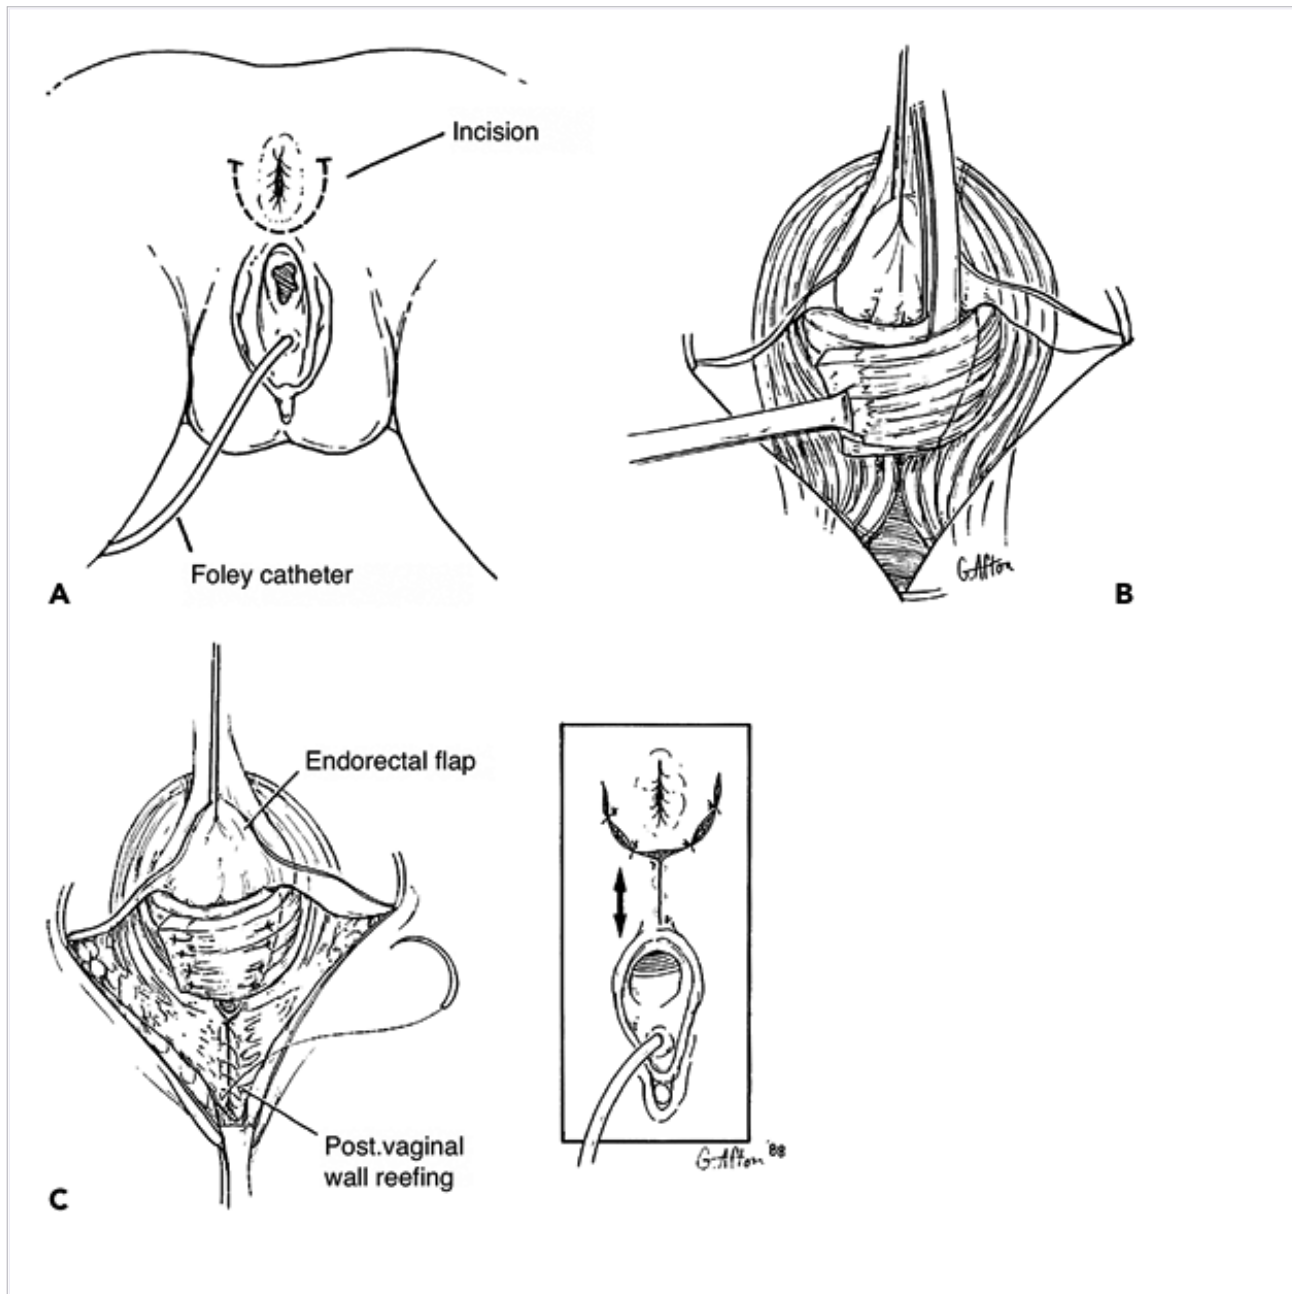 Incision
Foley catheter
A
G.Afton
B
Endorectal flap
Post.vaginal
wall reefing
C
G.Afton '88